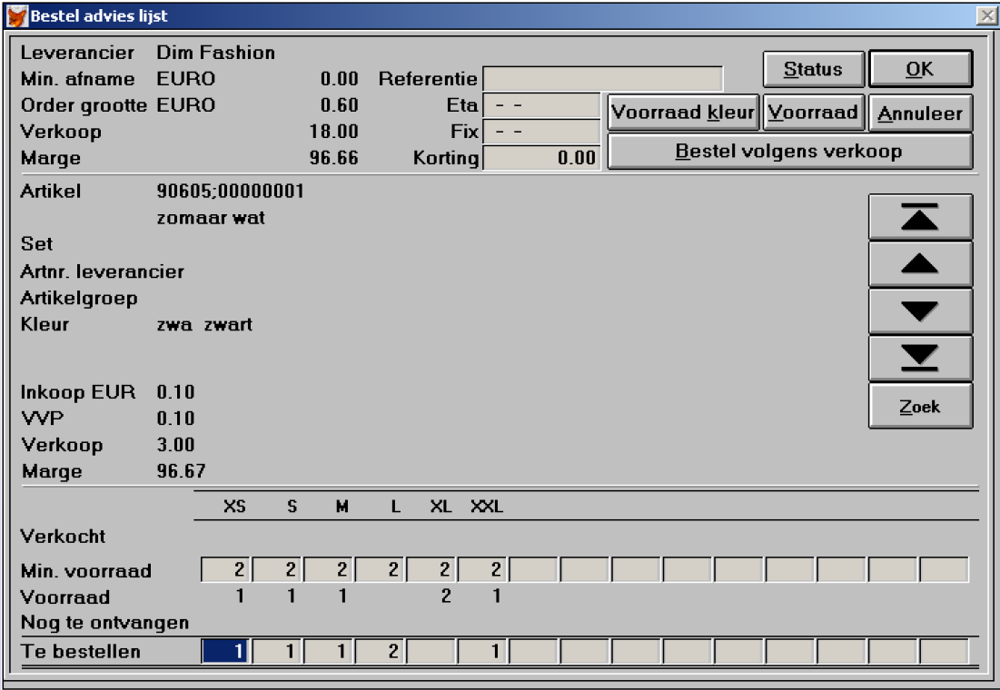 Bestel advies lijst
Leverancier Dim Fashion
Status OK
Min. afname EURO 0.00 Referentie
Order grootte EURO 0.60 Eta - -
Voorraad kleur Voorraad Annuleer
Verkoop 18.00 Fix - -
Bestel volgens verkoop
Marge 96.66 Korting 0.00
Artikel 90605;00000001
zomaar wat
Set
Artnr. leverancier
Artikelgroep
Kleur zwa zwart
Inkoop EUR 0.10
Zoek
VVP 0.10
Verkoop 3.00
Marge 96.67
XS S M L XL XXL
Verkocht
Min. voorraad 2 2 2 2 2 2
Voorraad 1 1 1 2 1
Nog te ontvangen
Te bestellen 1 1 1 2 1